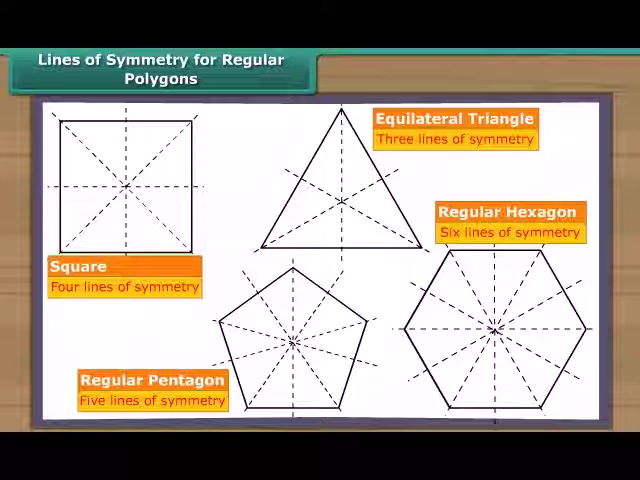 Lines of Symmetry for Regular
Polygons
Equilateral Triangle
Three lines of symmetry
Regular Hexagon
Six lines of symmetry
Square
Four lines of symmetry
Regular Pentagon
Five lines of symmetry